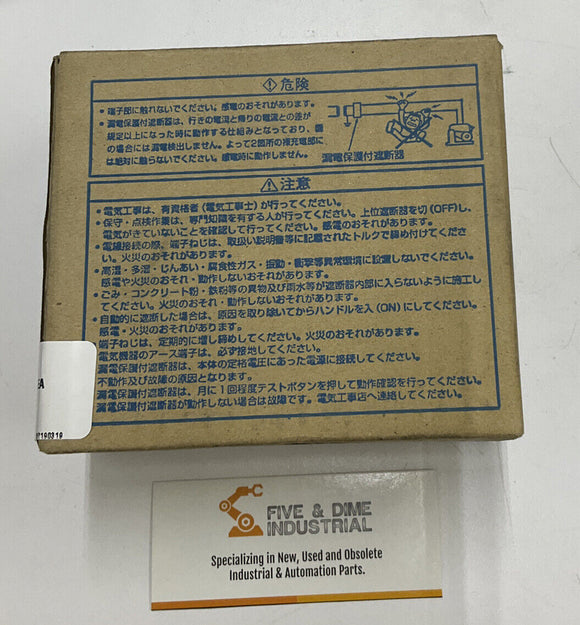 ⚠危険
• 端子部に触れないでください。感電のおそれがあります。
• 漏電保護付遮断器は、行きの電流と帰りの電流との差が
規定以上になった時に動作する仕組みとなっており、図
の場合には漏電検出しません。よって2箇所の裸充電部に
は絶対に触らないでください。感電時に動作しません。
漏電保護付遮断器
⚠注意
• 電気工事は、有資格者(電気工事士)が行ってください。
• 保守・点検作業は、専門知識を有する人が行ってください。上位遮断器を切(OFF)し、
電気がきていないことを確認して行ってください。感電のおそれがあります。
• 電線接続の際、端子ねじは、取扱い説明書等に記載されたトルクで締め付けてくださ
い。火災のおそれがあります。
• 高温・多湿・じんあい・腐食性ガス・振動・衝撃等異常環境に設置しないでください。
感電や火災のおそれ・動作しないおそれがあります。
• ごみ・コンクリート粉・鉄粉等の異物及び雨水等が遮断器内部に入らないように施工し
てください。火災のおそれ・動作しないおそれがあります。
• 自動的に遮断した場合は、原因を取り除いてからハンドルを入(ON)にしてください。
感電・火災のおそれがあります。
端子ねじは、定期的に増し締めしてください。火災のおそれがあります。
電気機器のアース端子は、必ず接地してください。
漏電保護付遮断器は、本体の定格電圧にあった電源に接続してください。
不動作及び故障の原因となります。
漏電保護付遮断器は、月に1回程度テストボタンを押して動作確認を行ってください。
漏電保護付遮断器が動作しない場合は故障です。電気工事店へ連絡してください。
EA
190319
FIVE & DIME
INDUSTRIAL
Specializing in New, Used and Obsolete
Industrial & Automation Parts.